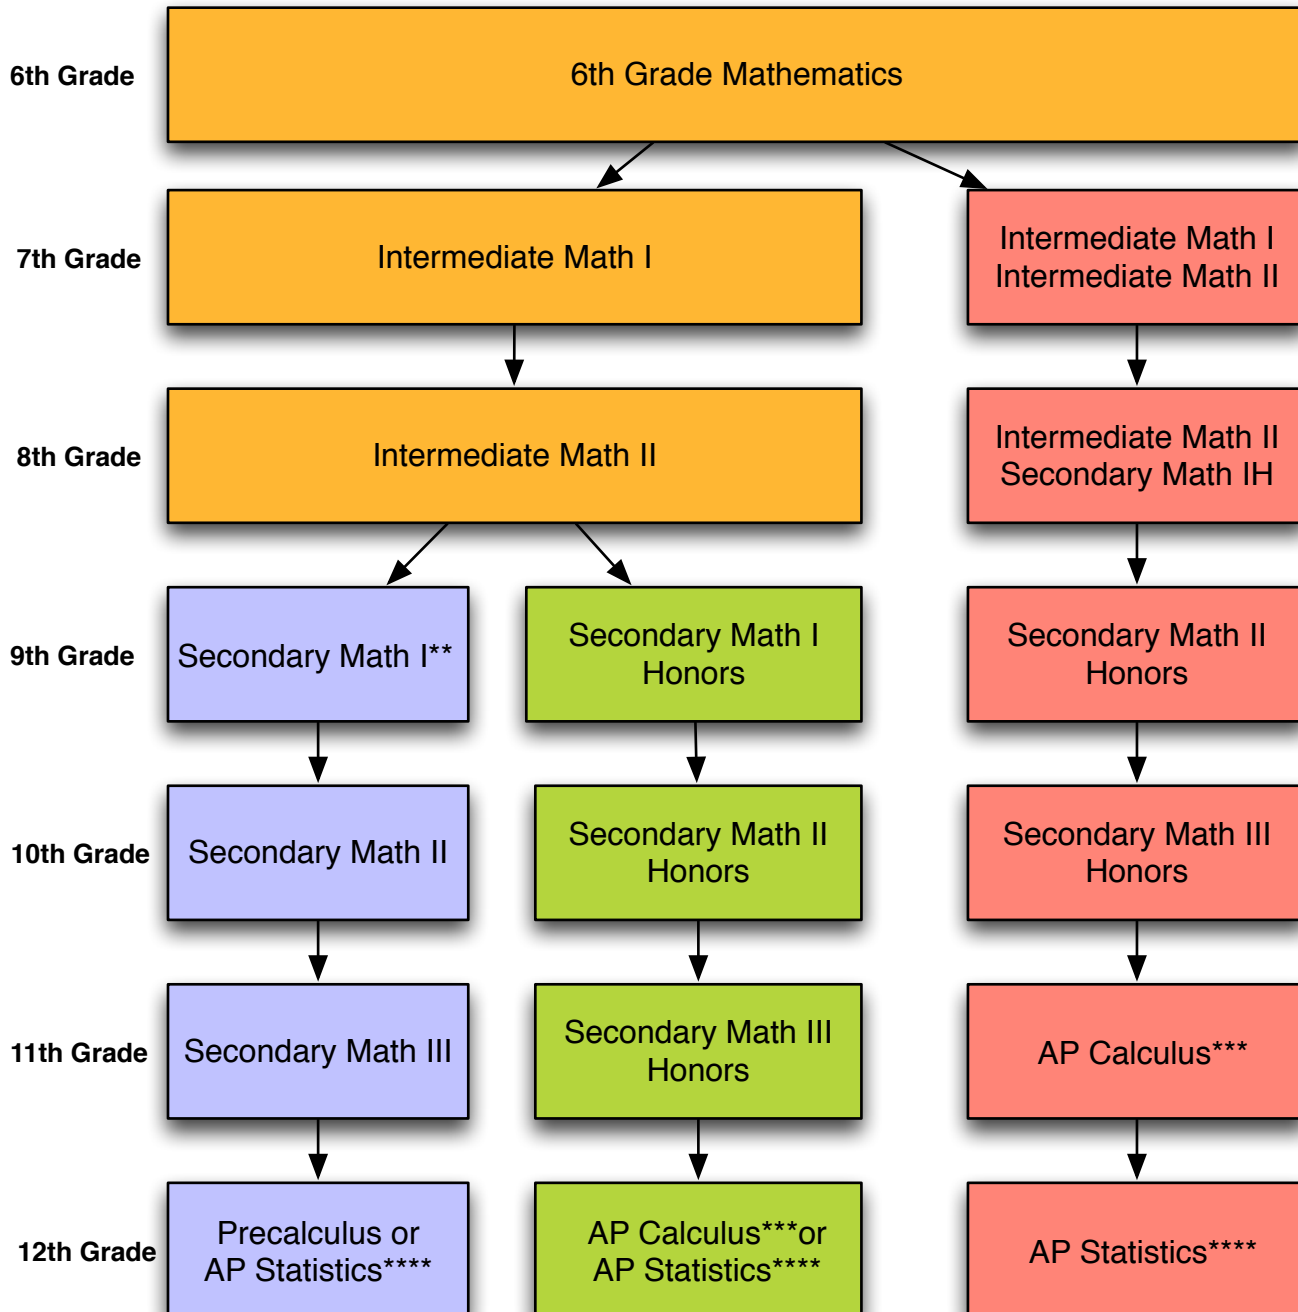 6th Grade
6th Grade Mathematics
7th Grade
Intermediate Math I
Intermediate Math I
Intermediate Math II
8th Grade
Intermediate Math II
Intermediate Math II
Secondary Math IH
9th Grade
Secondary Math I**
Secondary Math I
Honors
Secondary Math II
Honors
10th Grade
Secondary Math II
Secondary Math II
Honors
Secondary Math III
Honors
11th Grade
Secondary Math III
Secondary Math III
Honors
AP Calculus***
12th Grade
Precalculus or
AP Statistics****
AP Calculus***or
AP Statistics****
AP Statistics****